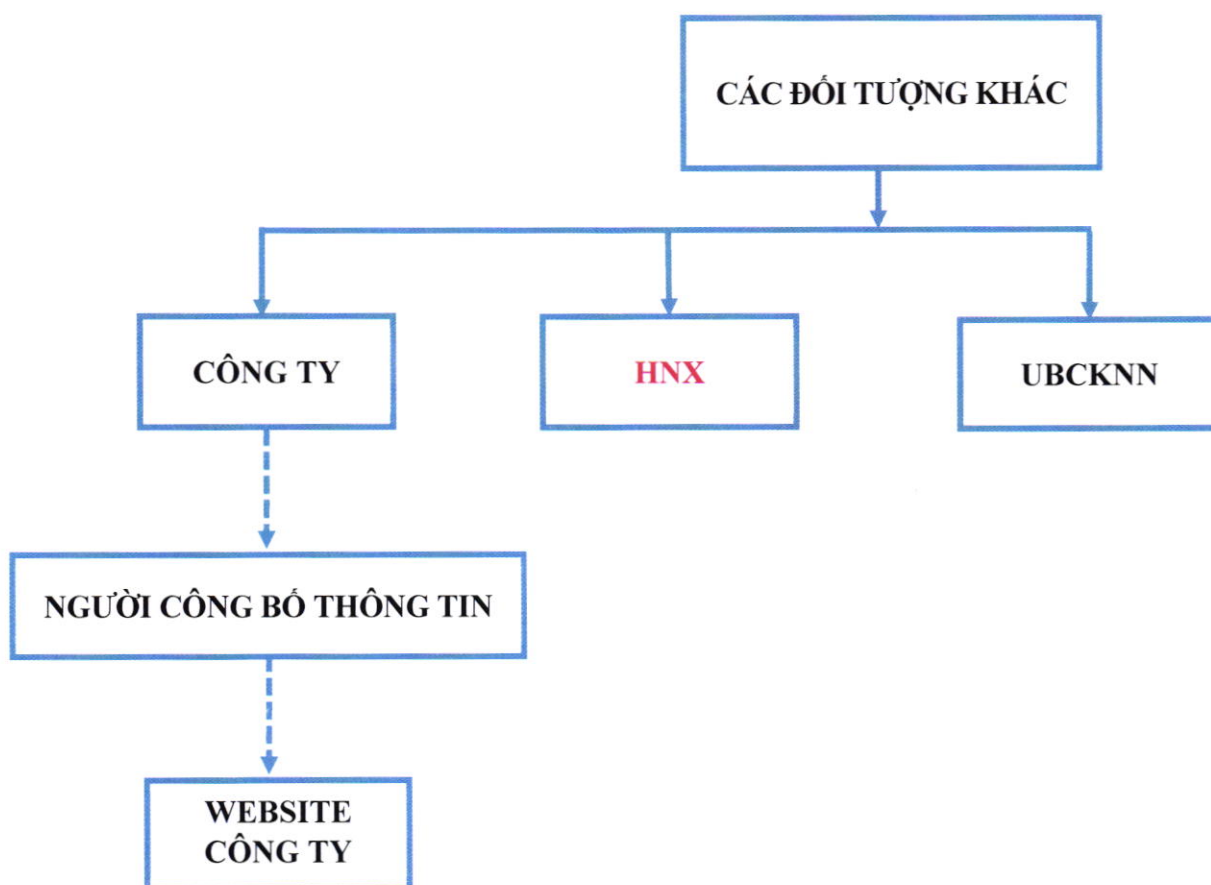 CÁC ĐỐI TƯỢNG KHÁC
CÔNG TY
HNX
UBCKNN
NGƯỜI CÔNG BỐ THÔNG TIN
WEBSITE
CÔNG TY